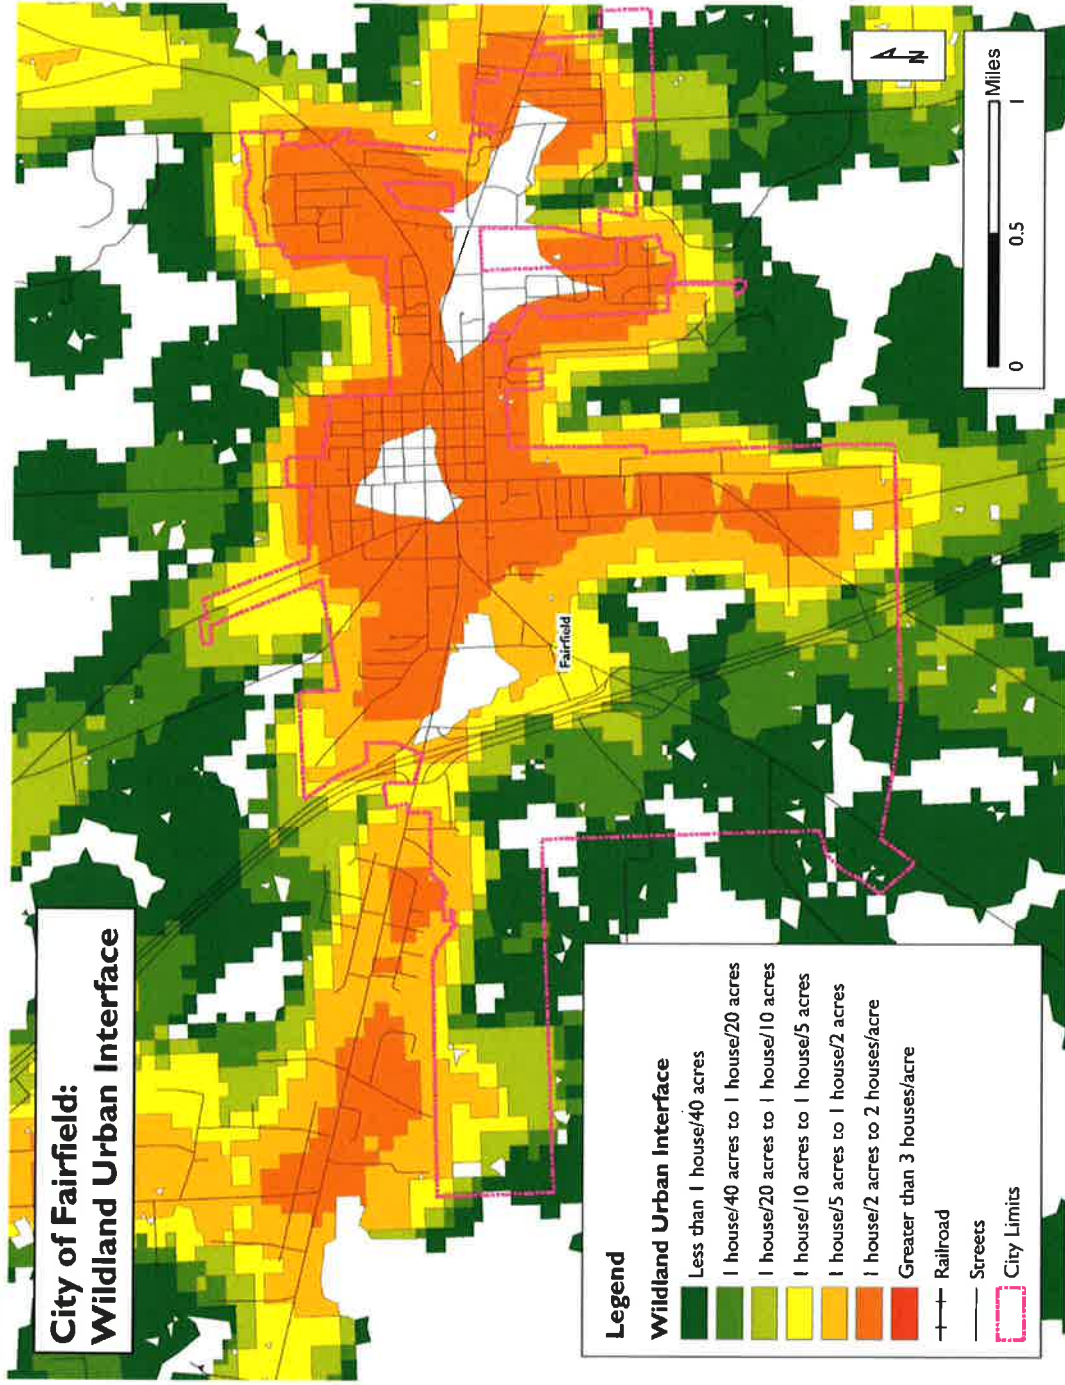 City of Fairfield:
Wildland Urban Interface
Fairfield
N
0
0.5
1
Miles
Legend
Wildland Urban Interface
Less than 1 house/40 acres
1 house/40 acres to 1 house/20 acres
1 house/20 acres to 1 house/10 acres
1 house/10 acres to 1 house/5 acres
1 house/5 acres to 1 house/2 acres
1 house/2 acres to 2 houses/acre
Greater than 3 houses/acre
Railroad
Streets
City Limits